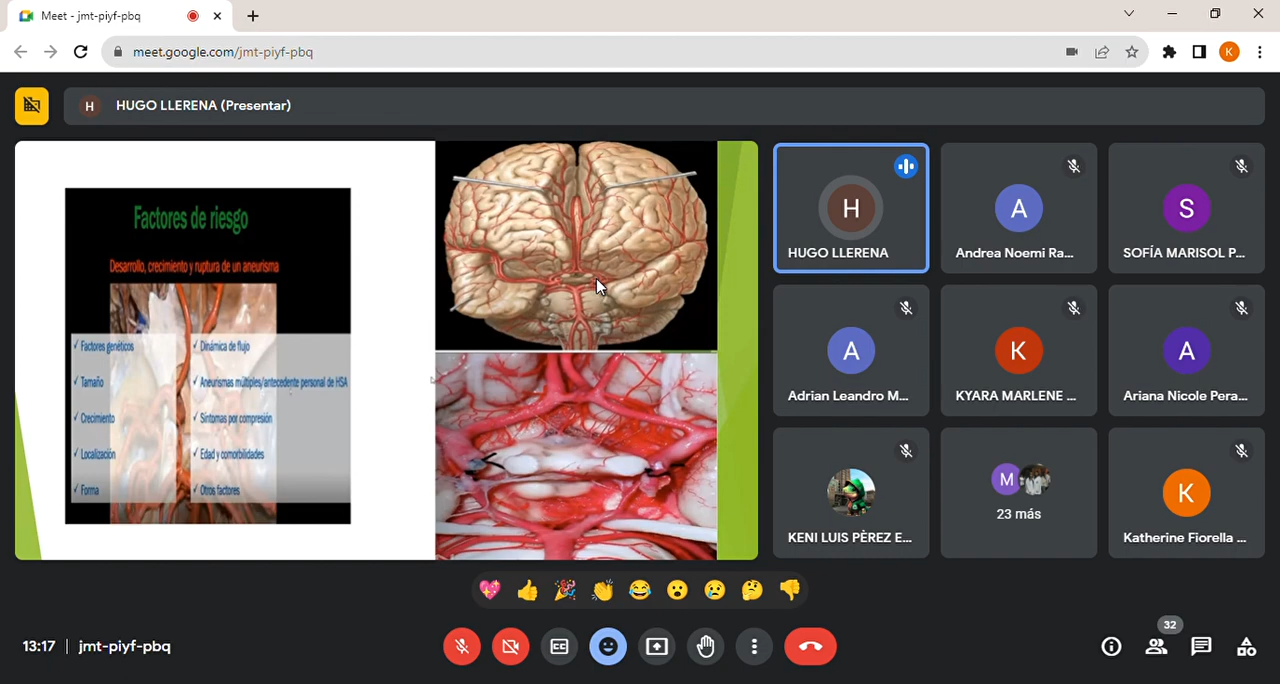 Meet - jmt-piyf-pbq
meet.google.com/jmt-piyf-pbq
K
H
HUGO LLERENA (Presentar)
Factores de riesgo
Desarrollo, crecimiento y ruptura de un aneurisma
✓ Factores genéticos
✓ Tamaño
✓ Crecimiento
✓ Localización
✓ Forma
✓ Dinámica de flujo
✓ Aneurismas múltiples/antecedente personal de HSA
✓ Síntomas por compresión
✓ Edad y comorbilidades
✓ Otros factores
H
HUGO LLERENA
A
Andrea Noemi Ra...
S
SOFÍA MARISOL P...
A
Adrian Leandro M...
K
KYARA MARLENE ...
A
Ariana Nicole Pera...
KENI LUIS PÈREZ E...
M
23 más
K
Katherine Fiorella ...
13:17 | jmt-piyf-pbq
CC
32